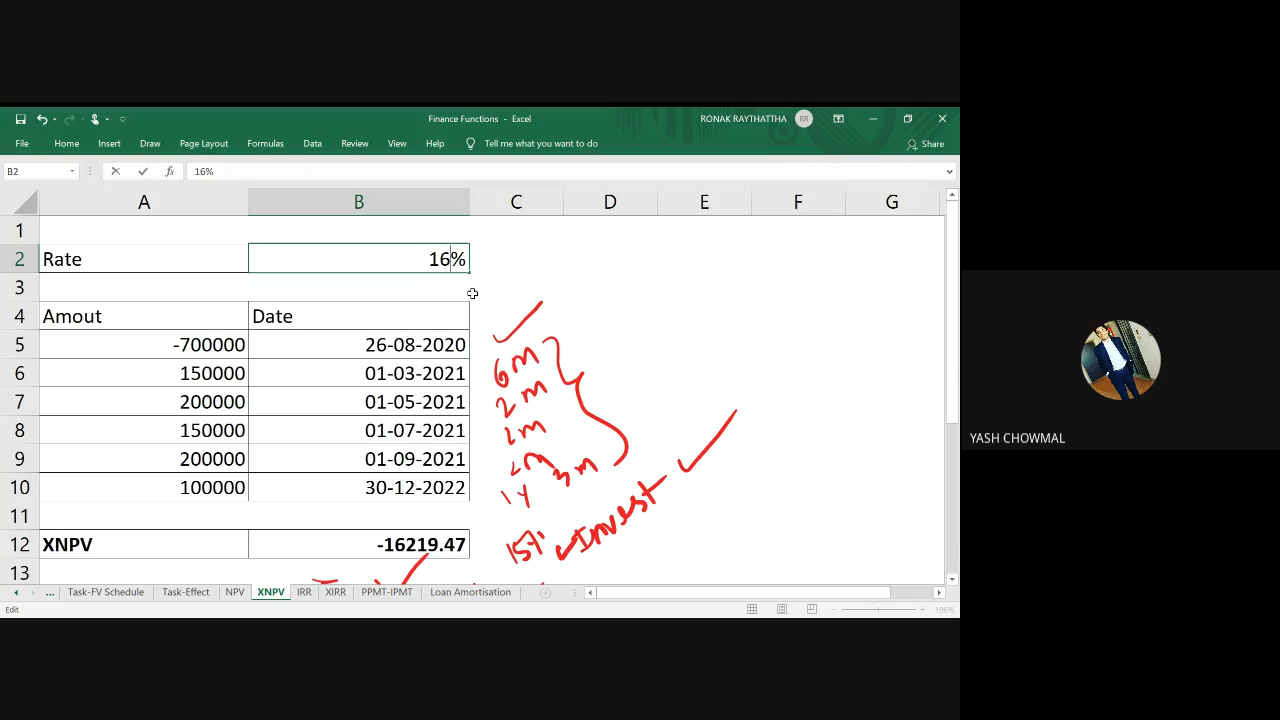 Finance Functions - Excel
RONAK RAYTHATTHA RR
File Home Insert Draw Page Layout Formulas Data Review View Help Tell me what you want to do Share
B2 fx 16%
A B C D E F G
1
2 Rate 16%
3
4 Amout Date
5 -700000 26-08-2020
6 150000 01-03-2021
7 200000 01-05-2021
8 150000 01-07-2021
9 200000 01-09-2021
10 100000 30-12-2022
11
12 XNPV -16219.47
13
6m
2m
2m
2m
1y 3m
15% Invest
... Task-FV Schedule Task-Effect NPV XNPV IRR XIRR PPMT-IPMT Loan Amortisation
Edit 196%
YASH CHOWMAL